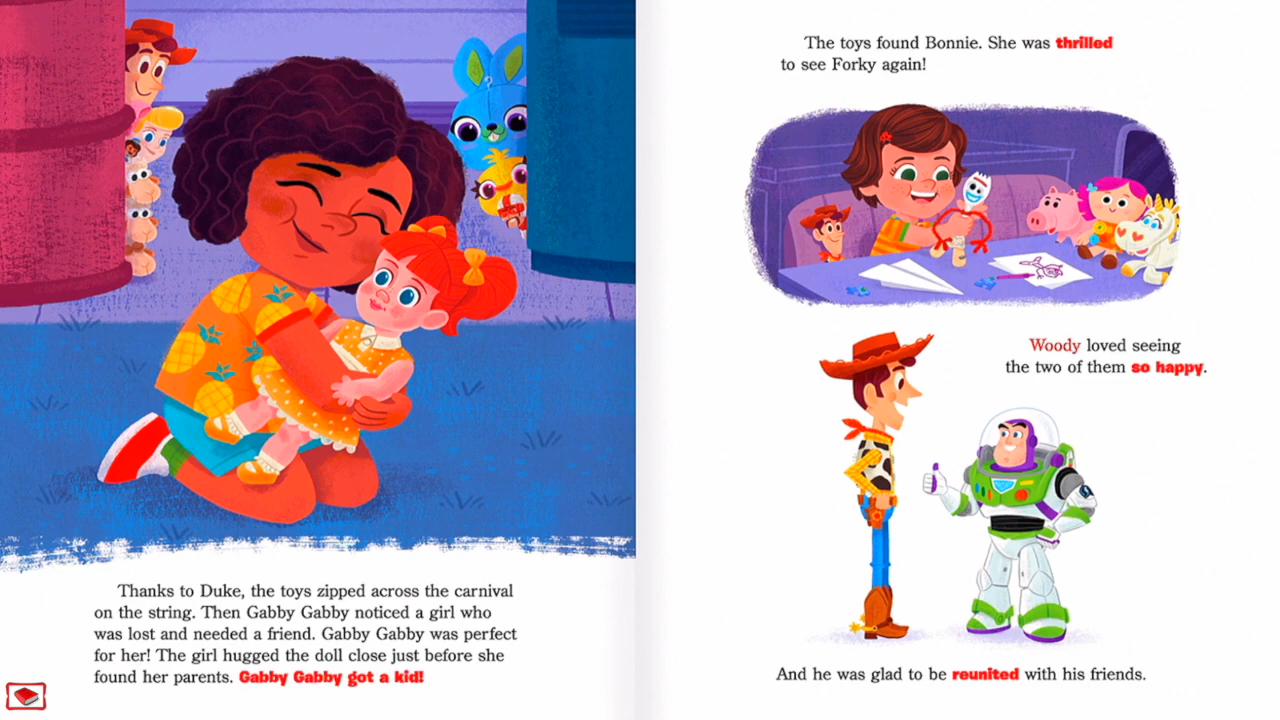 Thanks to Duke, the toys zipped across the carnival
on the string. Then Gabby Gabby noticed a girl who
was lost and needed a friend. Gabby Gabby was perfect
for her! The girl hugged the doll close just before she
found her parents. Gabby Gabby got a kid!
The toys found Bonnie. She was thrilled
to see Forky again!
Woody loved seeing
the two of them so happy.
And he was glad to be reunited with his friends.